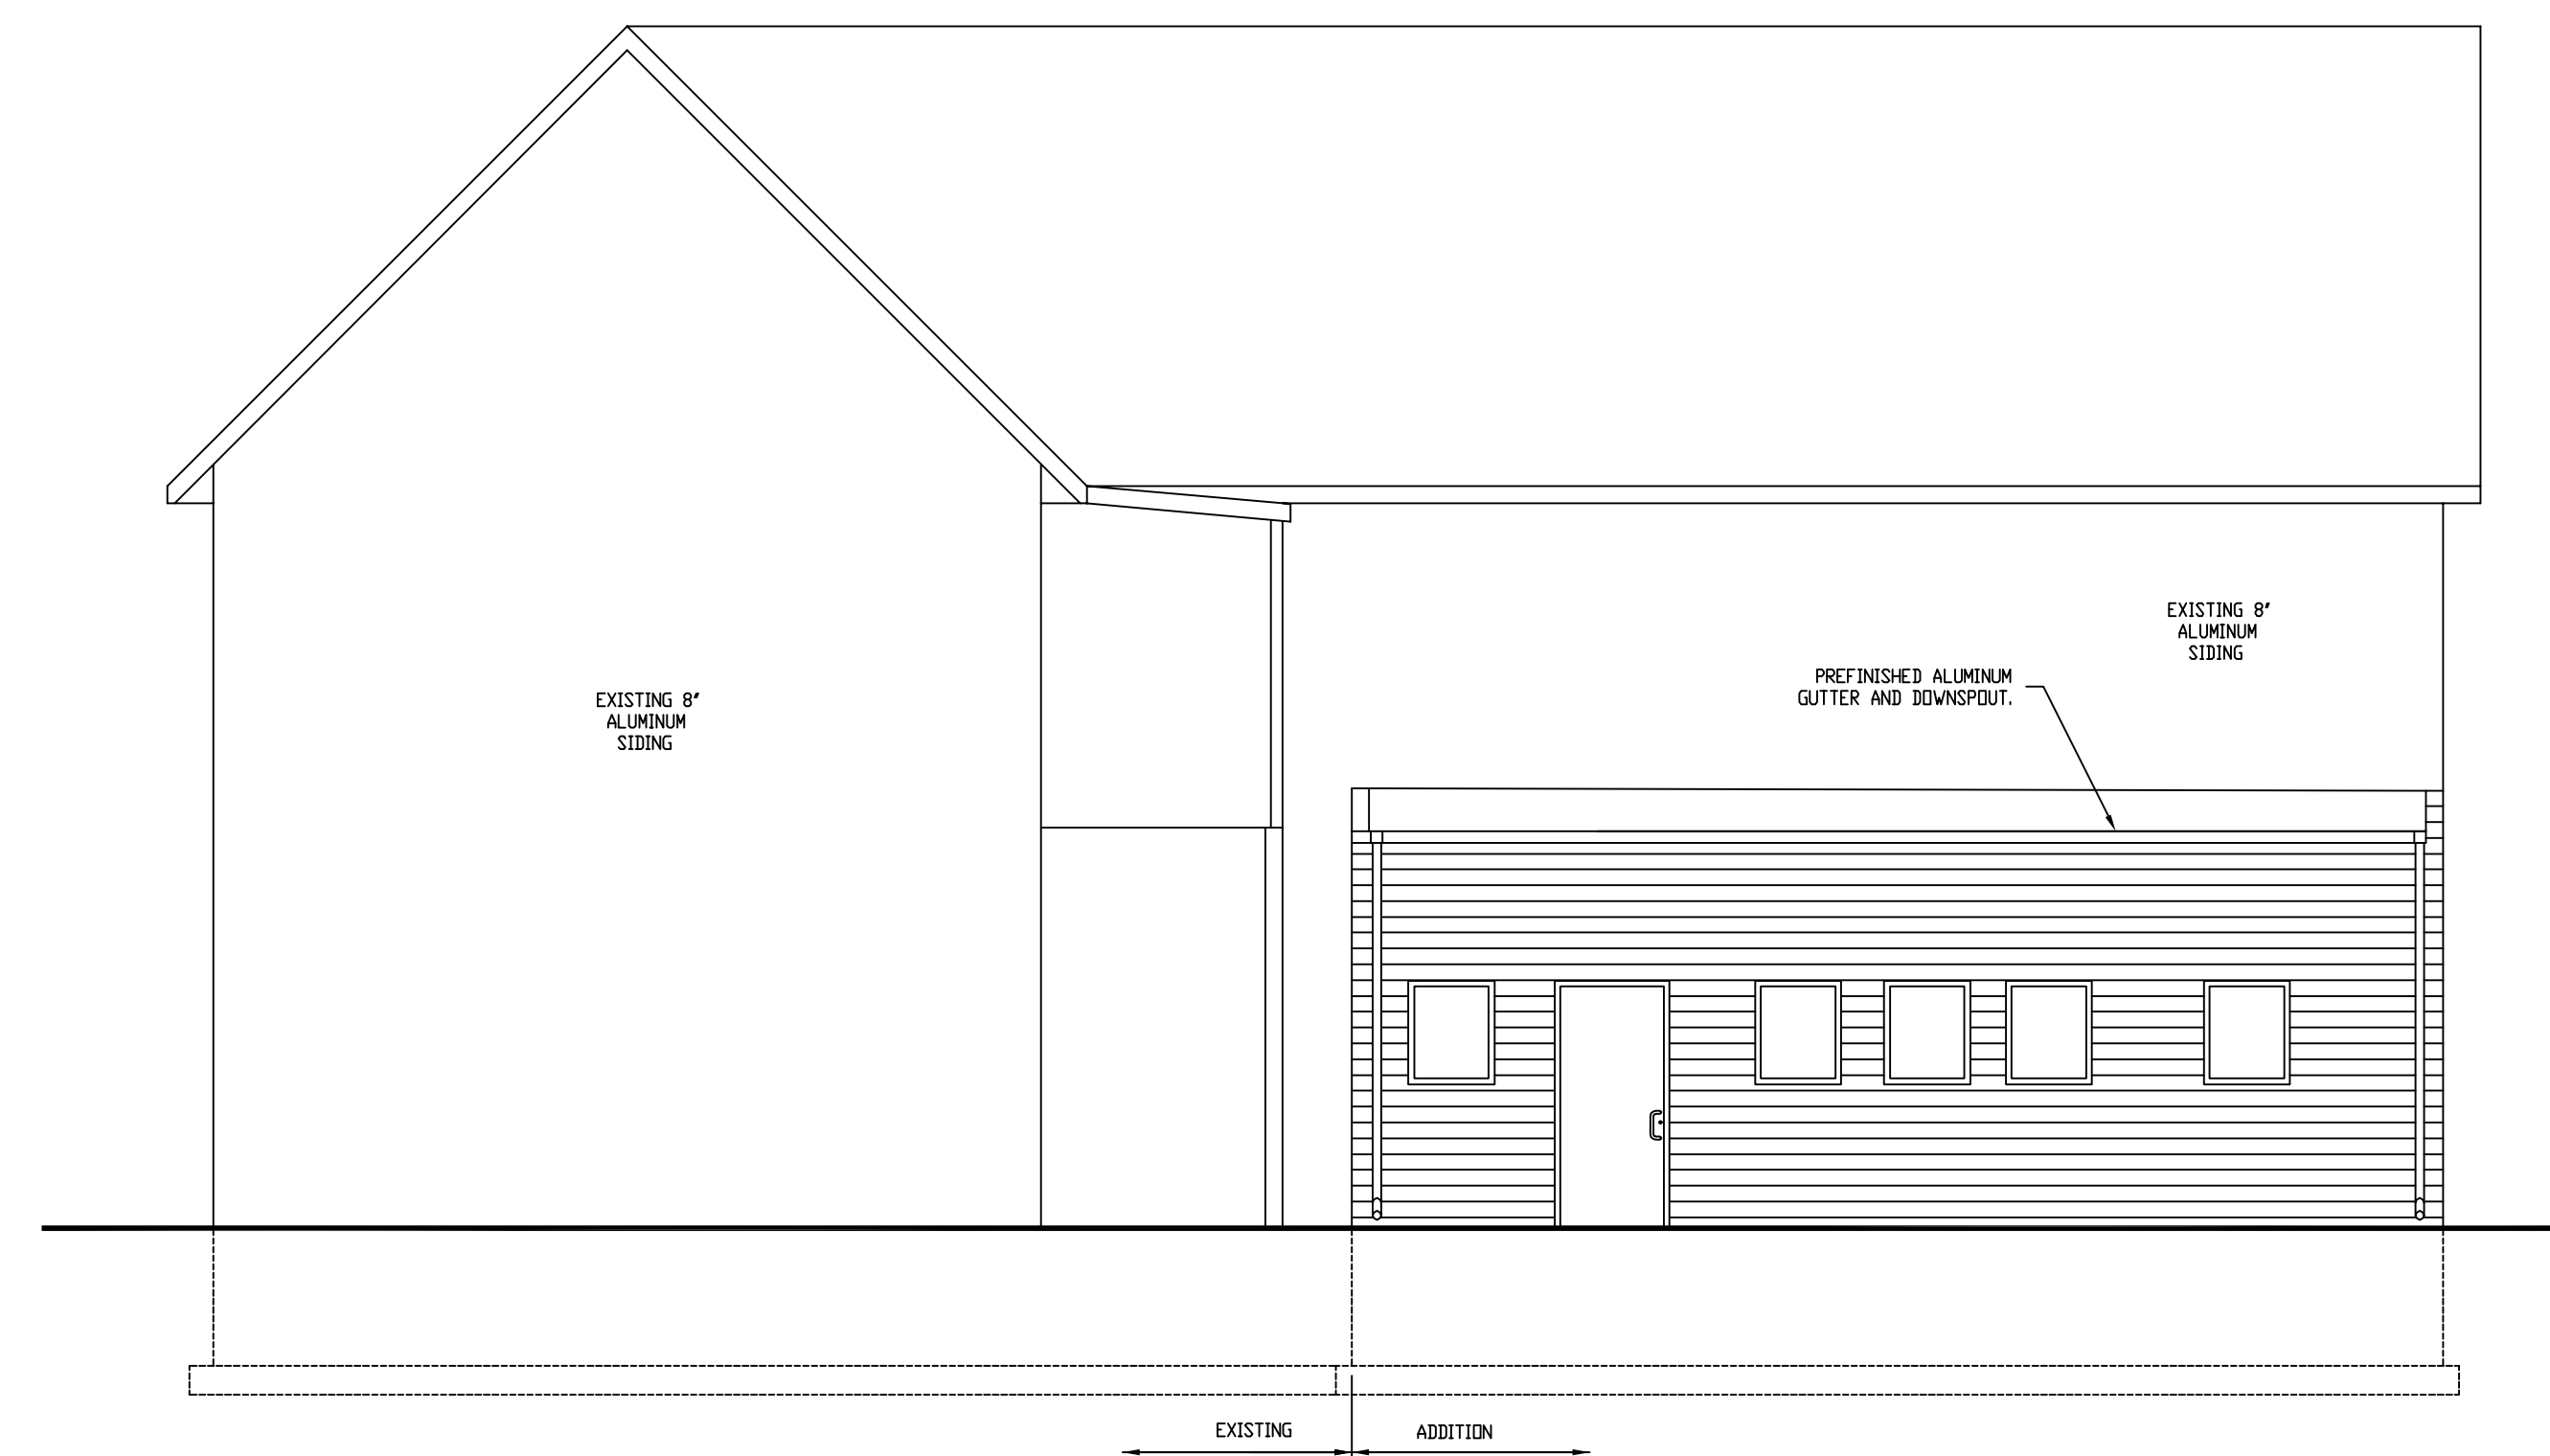 EXISTING 8"
ALUMINUM
SIDING
PREFINISHED ALUMINUM
GUTTER AND DOWNSPOUT.
EXISTING 8"
ALUMINUM
SIDING
EXISTING
ADDITION